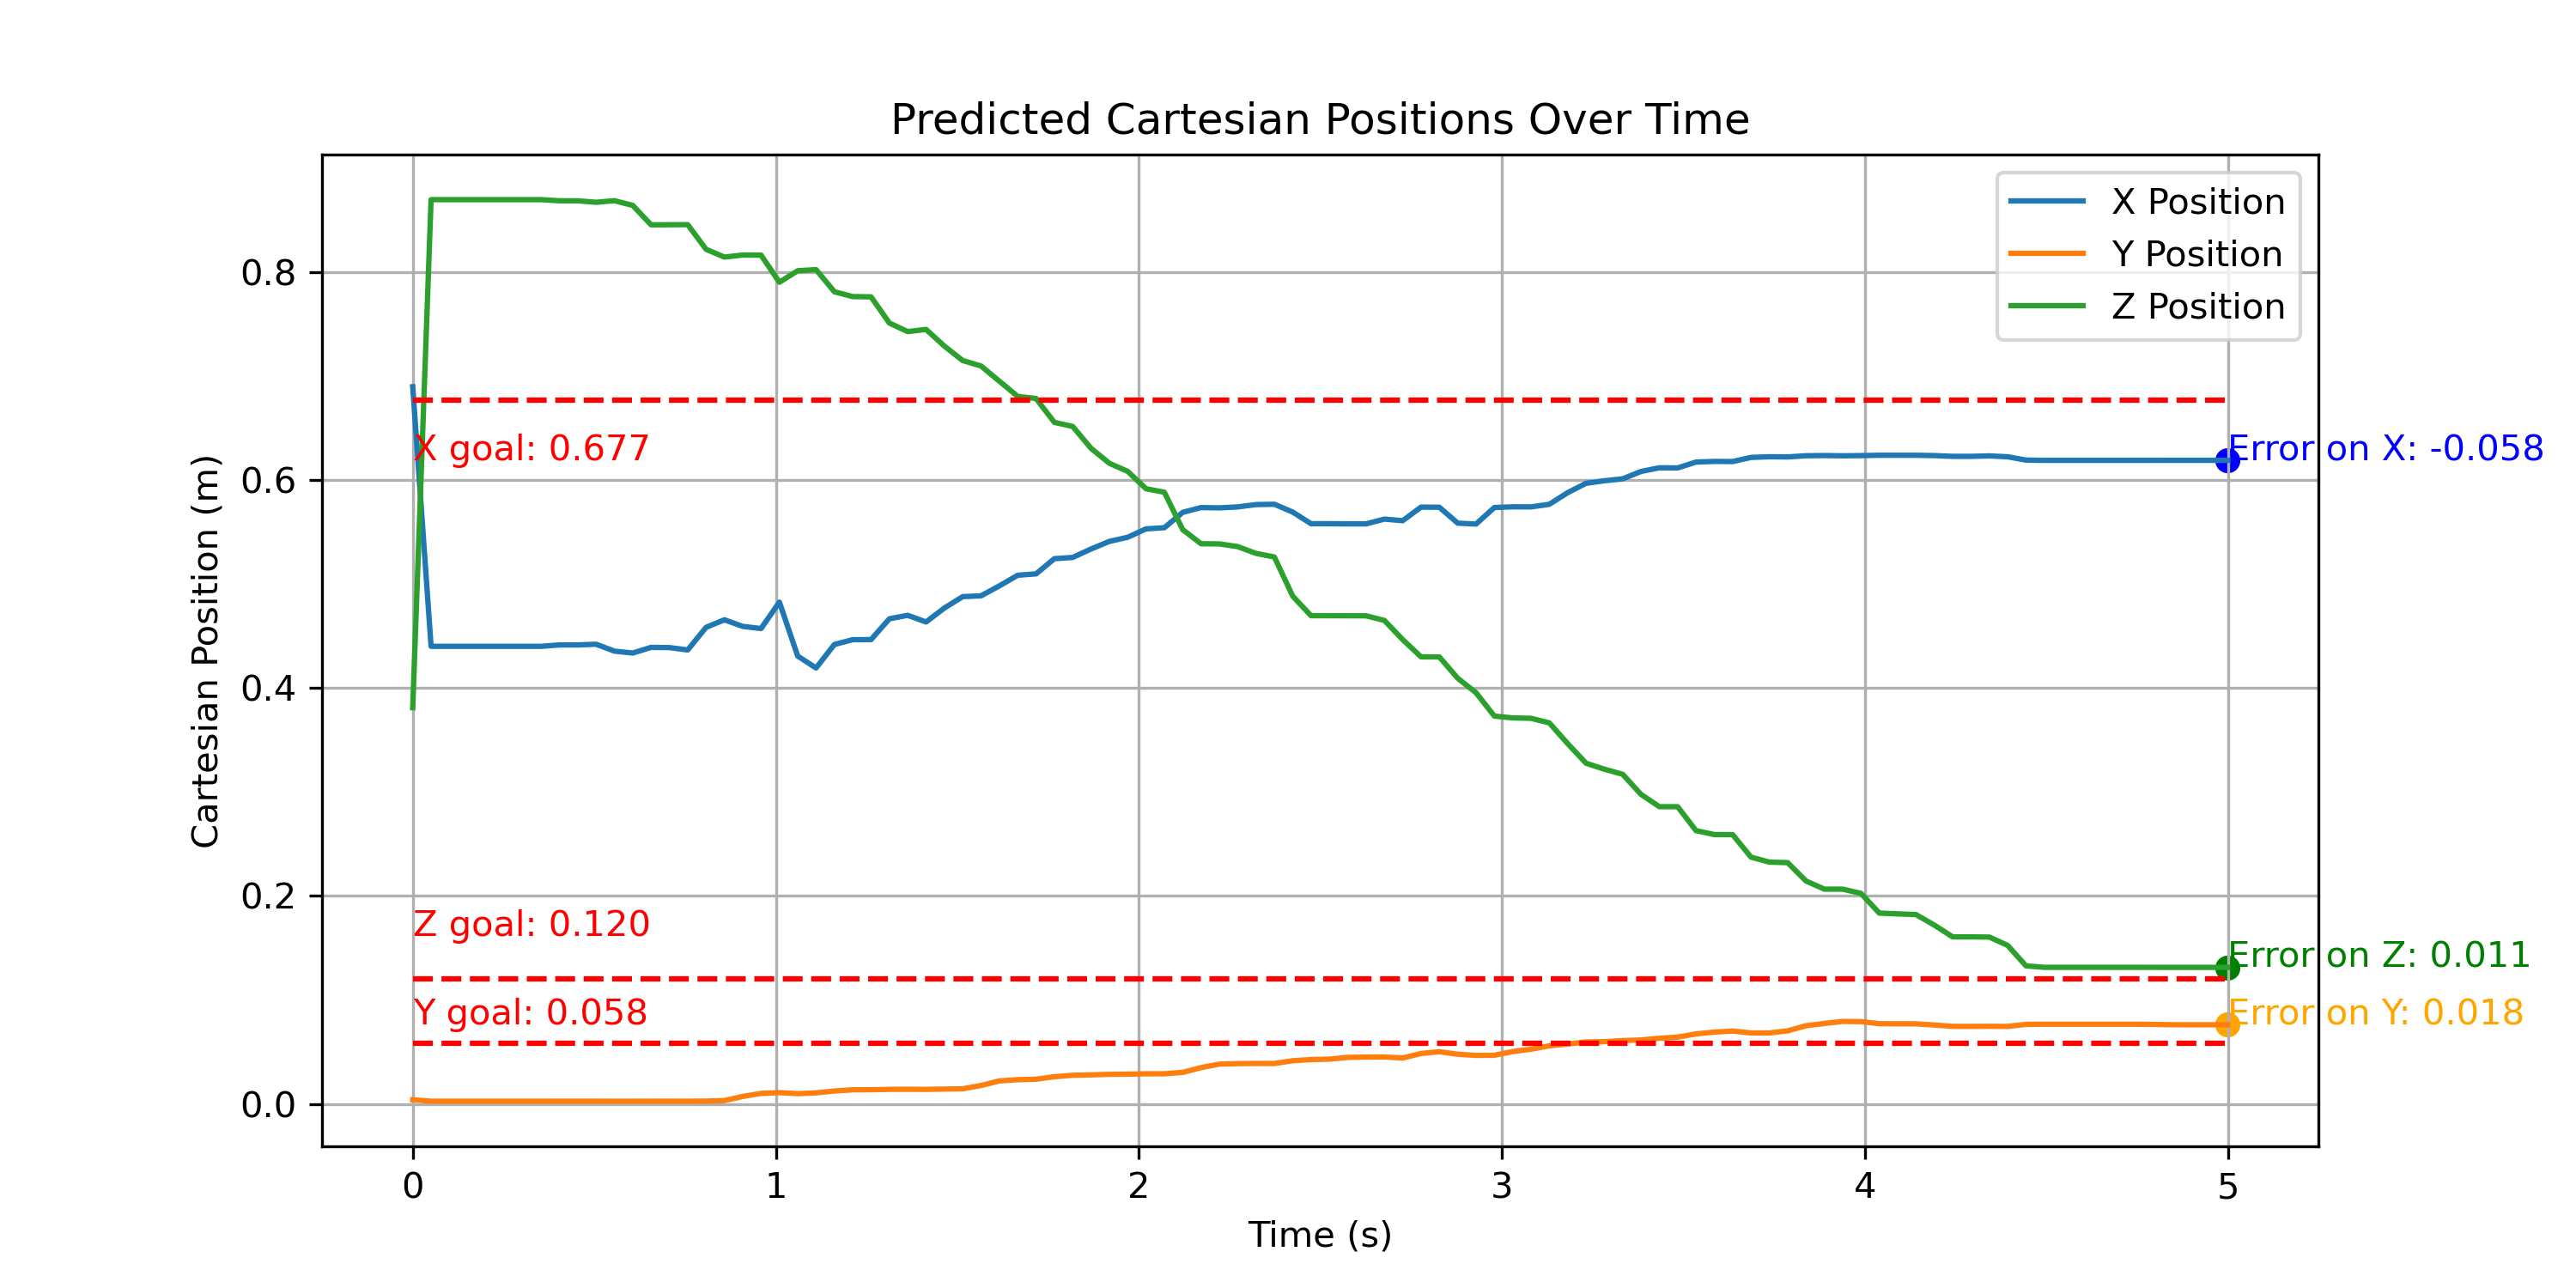 Predicted Cartesian Positions Over Time
X Position
Y Position
Z Position
Cartesian Position (m)
0.8
0.6
0.4
0.2
0.0
X goal: 0.677
Error on X: -0.058
Z goal: 0.120
Error on Z: 0.011
Y goal: 0.058
Error on Y: 0.018
0 1 2 3 4 5
Time (s)